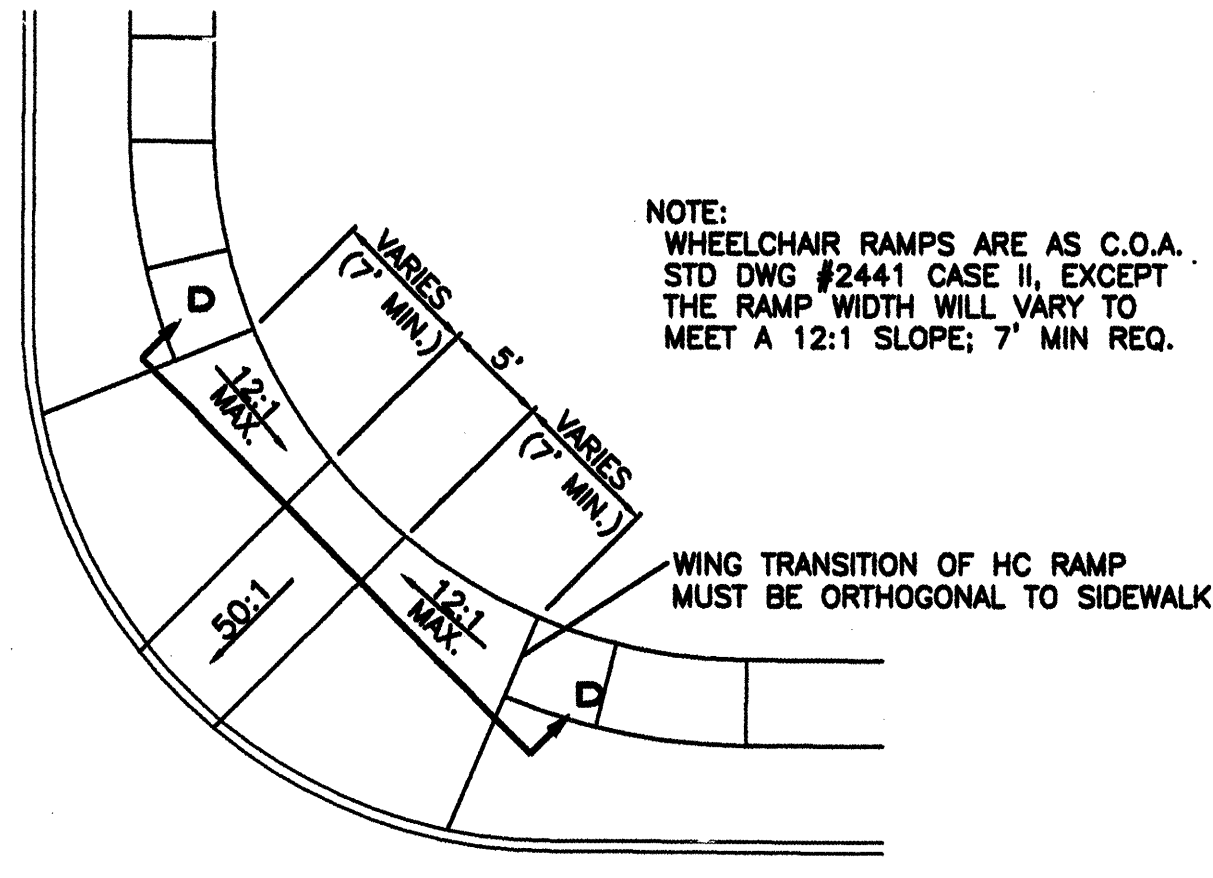 NOTE:
WHEELCHAIR RAMPS ARE AS C.O.A.
STD DWG #2441 CASE II, EXCEPT
THE RAMP WIDTH WILL VARY TO
MEET A 12:1 SLOPE; 7' MIN REQ.
VARIES
(7' MIN.)
5'
VARIES
(7' MIN.)
D
12:1
MAX.
50:1
12:1
MAX.
WING TRANSITION OF HC RAMP
MUST BE ORTHOGONAL TO SIDEWALK
D